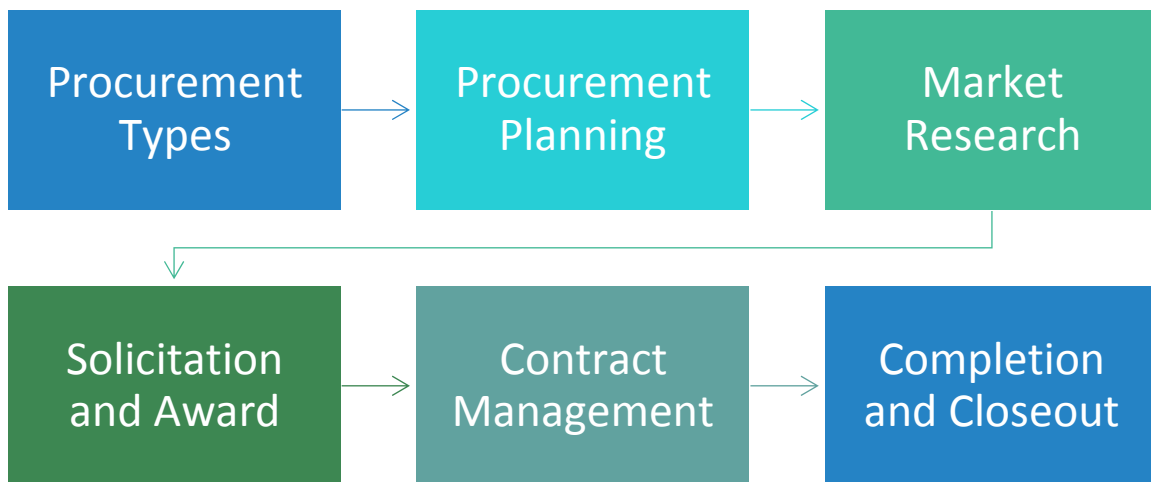 Procurement
Types
Procurement
Planning
Market
Research
Solicitation
and Award
Contract
Management
Completion
and Closeout